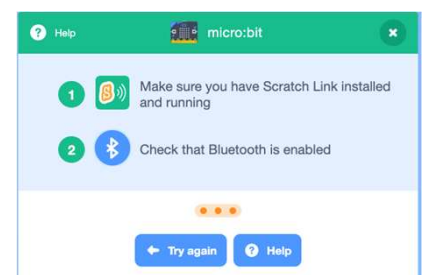 Help
micro:bit
1
Make sure you have Scratch Link installed
and running
2
Check that Bluetooth is enabled
Try again
Help